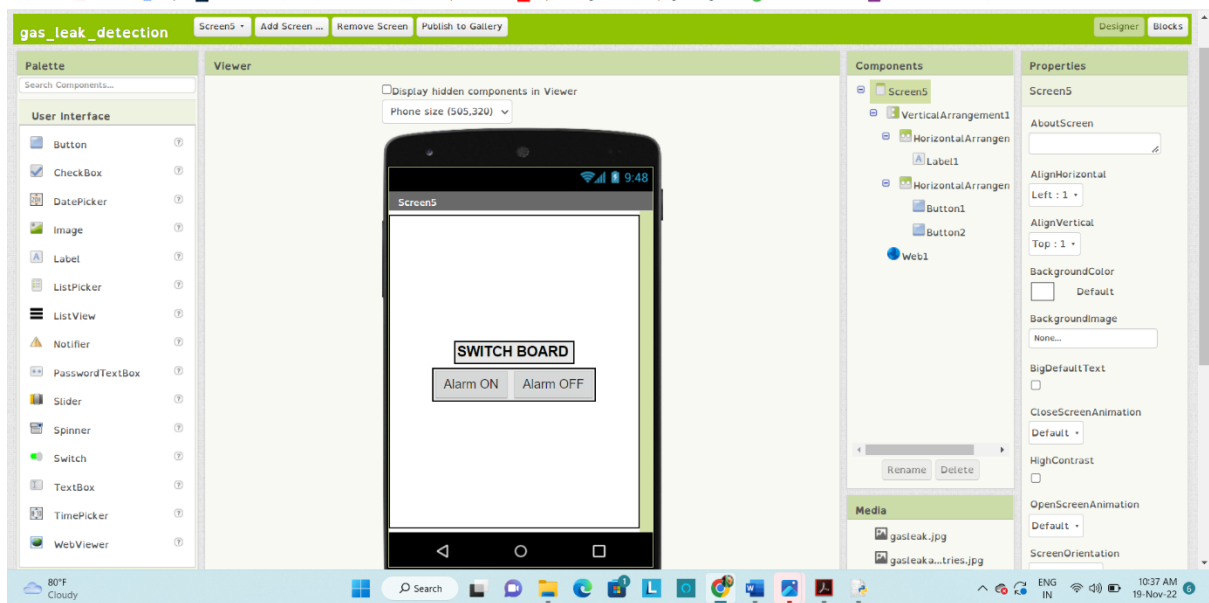 gas_leak_detection
Screen5
Add Screen ...
Remove Screen
Publish to Gallery
Designer
Blocks
Palette
Search Components...
User Interface
Button
CheckBox
DatePicker
Image
Label
ListPicker
ListView
Notifier
PasswordTextBox
Slider
Spinner
Switch
TextBox
TimePicker
WebViewer
Viewer
Display hidden components in Viewer
Phone size (505,320)
9:48
Screen5
SWITCH BOARD
Alarm ON
Alarm OFF
Components
Screen5
VerticalArrangement1
HorizontalArrangen
Label1
HorizontalArrangen
Button1
Button2
Web1
Rename
Delete
Media
gasleak.jpg
gasleaka...tries.jpg
Properties
Screen5
AboutScreen
AlignHorizontal
Left : 1
AlignVertical
Top : 1
BackgroundColor
Default
BackgroundImage
None...
BigDefaultText
CloseScreenAnimation
Default
HighContrast
OpenScreenAnimation
Default
ScreenOrientation
80°F
Cloudy
Search
L
ENG
IN
10:37 AM
19-Nov-22
6